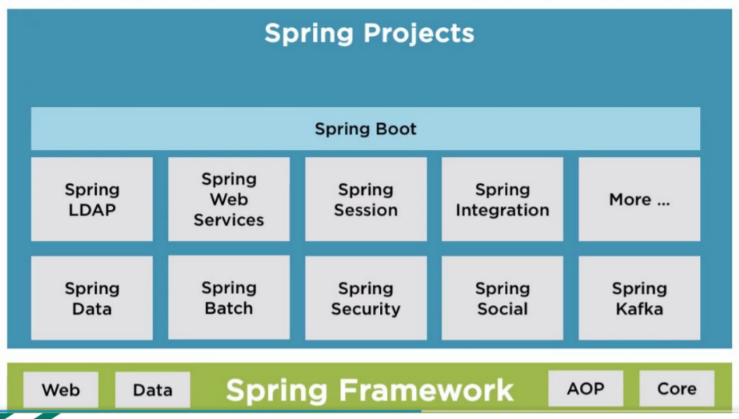 Spring Projects
Spring Boot
Spring
LDAP
Spring
Web
Services
Spring
Session
Spring
Integration
More ...
Spring
Data
Spring
Batch
Spring
Security
Spring
Social
Spring
Kafka
Web
Data
Spring Framework
AOP
Core